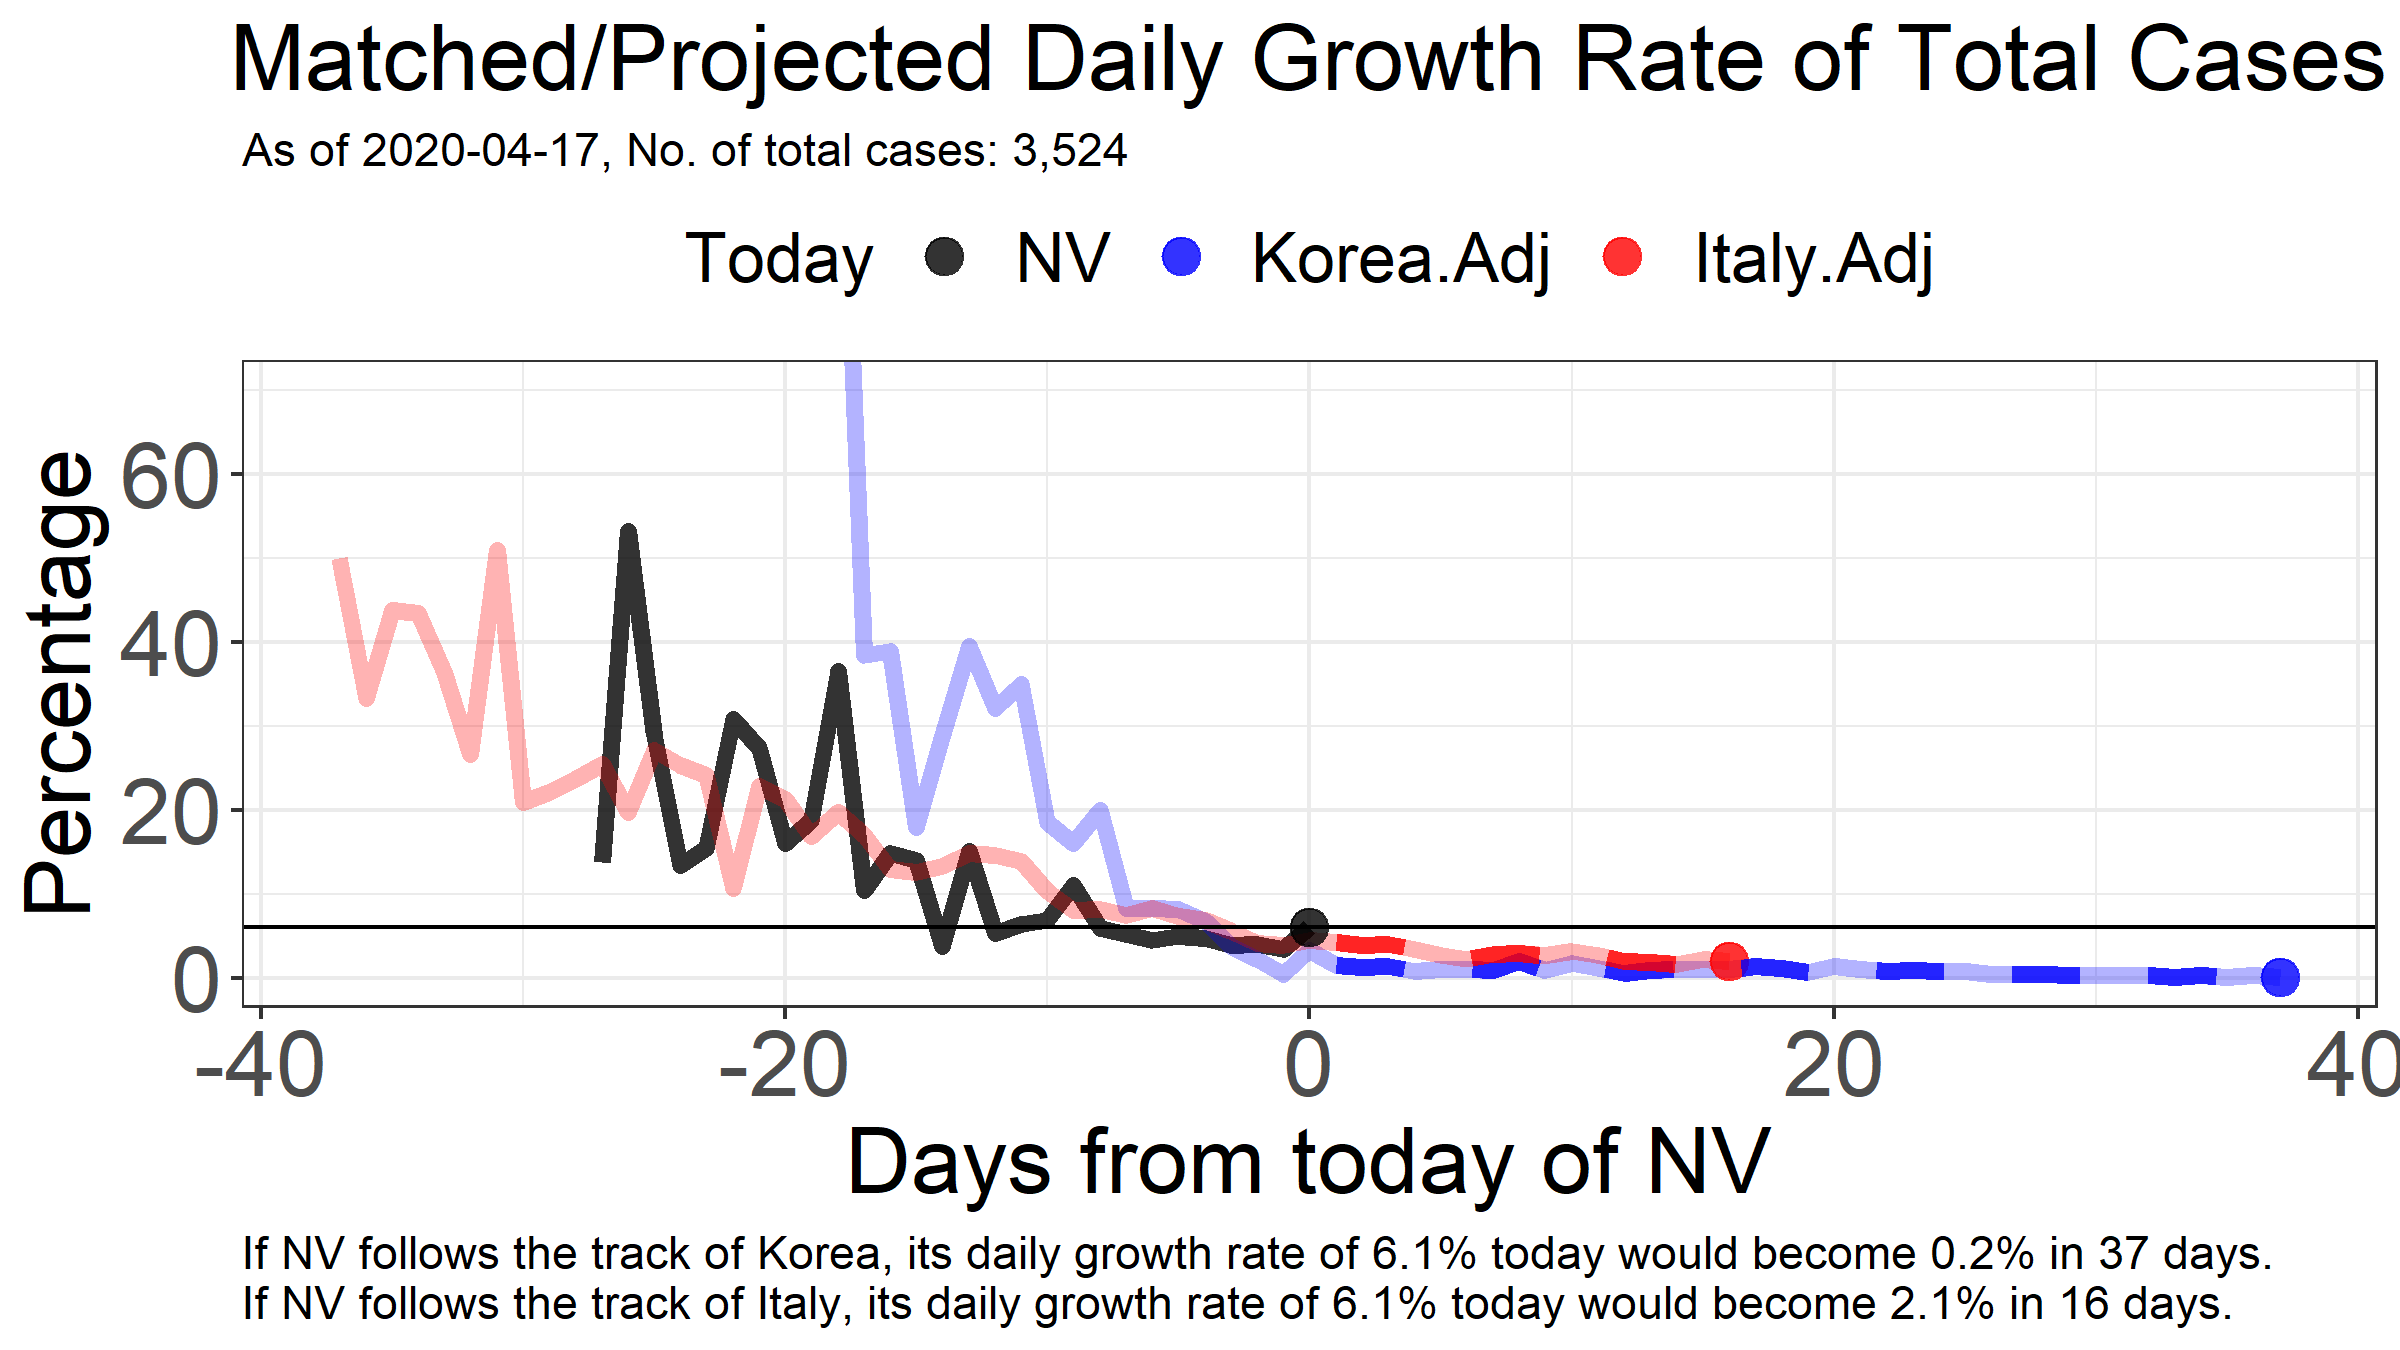 Matched/Projected Daily Growth Rate of Total Cases
As of 2020-04-17, No. of total cases: 3,524
Today NV Korea.Adj Italy.Adj
Percentage
60
40
20
0
-40 -20 0 20 40
Days from today of NV
If NV follows the track of Korea, its daily growth rate of 6.1% today would become 0.2% in 37 days.
If NV follows the track of Italy, its daily growth rate of 6.1% today would become 2.1% in 16 days.